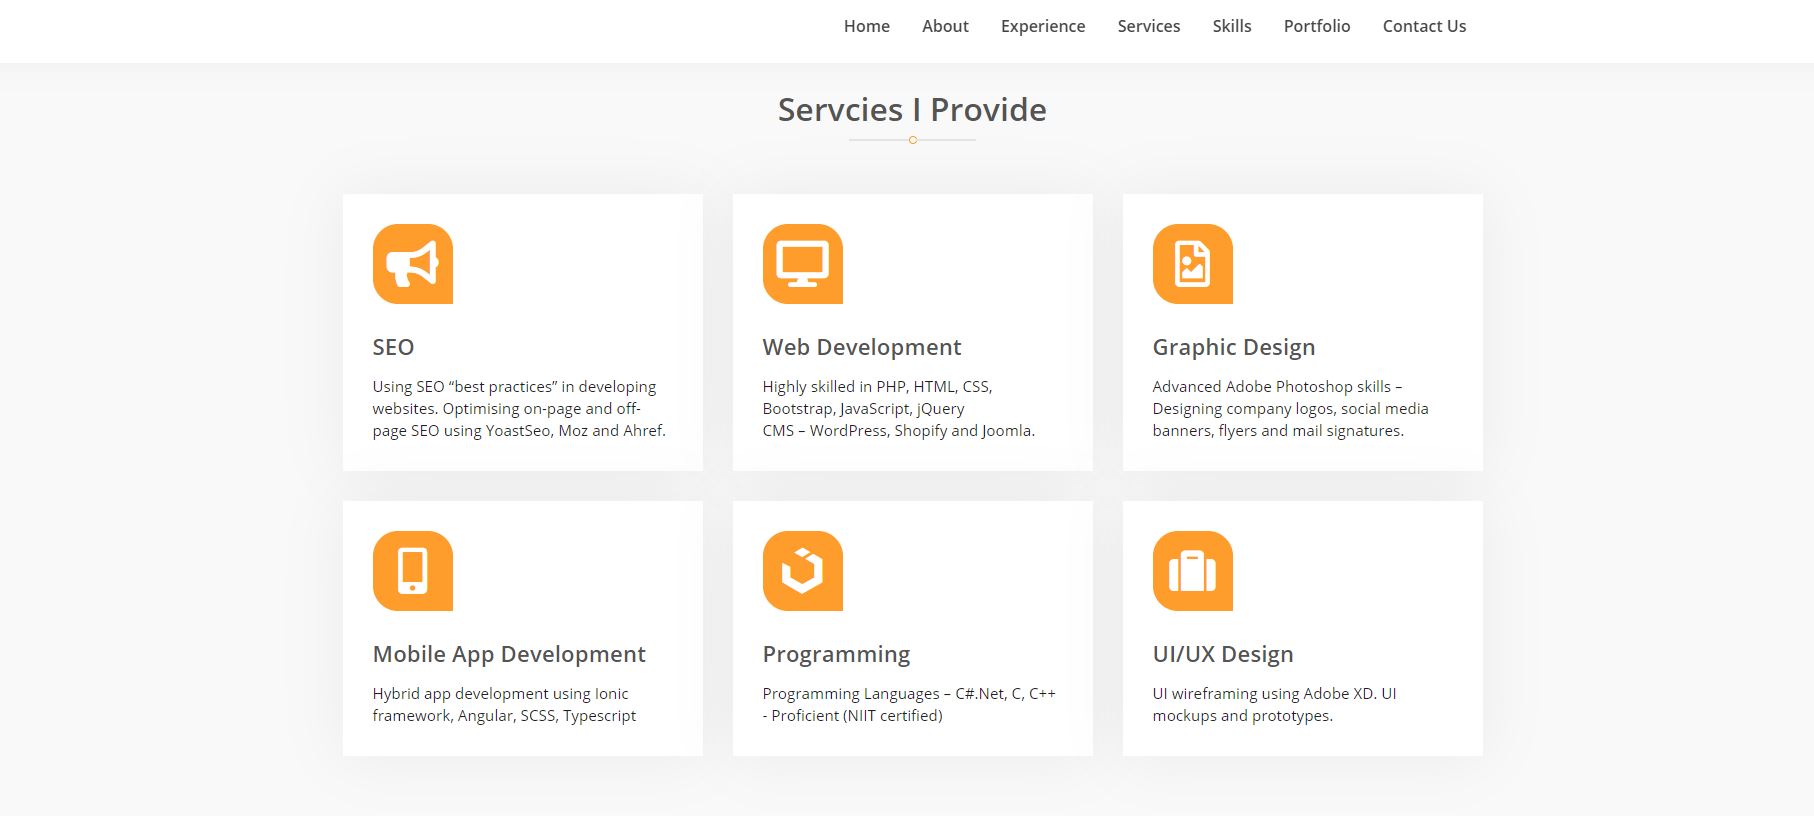 Home About Experience Services Skills Portfolio Contact Us
Servcies I Provide
SEO
Using SEO “best practices” in developing
websites. Optimising on-page and off-
page SEO using YoastSeo, Moz and Ahref.
Web Development
Highly skilled in PHP, HTML, CSS,
Bootstrap, JavaScript, jQuery
CMS – WordPress, Shopify and Joomla.
Graphic Design
Advanced Adobe Photoshop skills –
Designing company logos, social media
banners, flyers and mail signatures.
Mobile App Development
Hybrid app development using Ionic
framework, Angular, SCSS, Typescript
Programming
Programming Languages – C#.Net, C, C++
- Proficient (NIIT certified)
UI/UX Design
UI wireframing using Adobe XD. UI
mockups and prototypes.